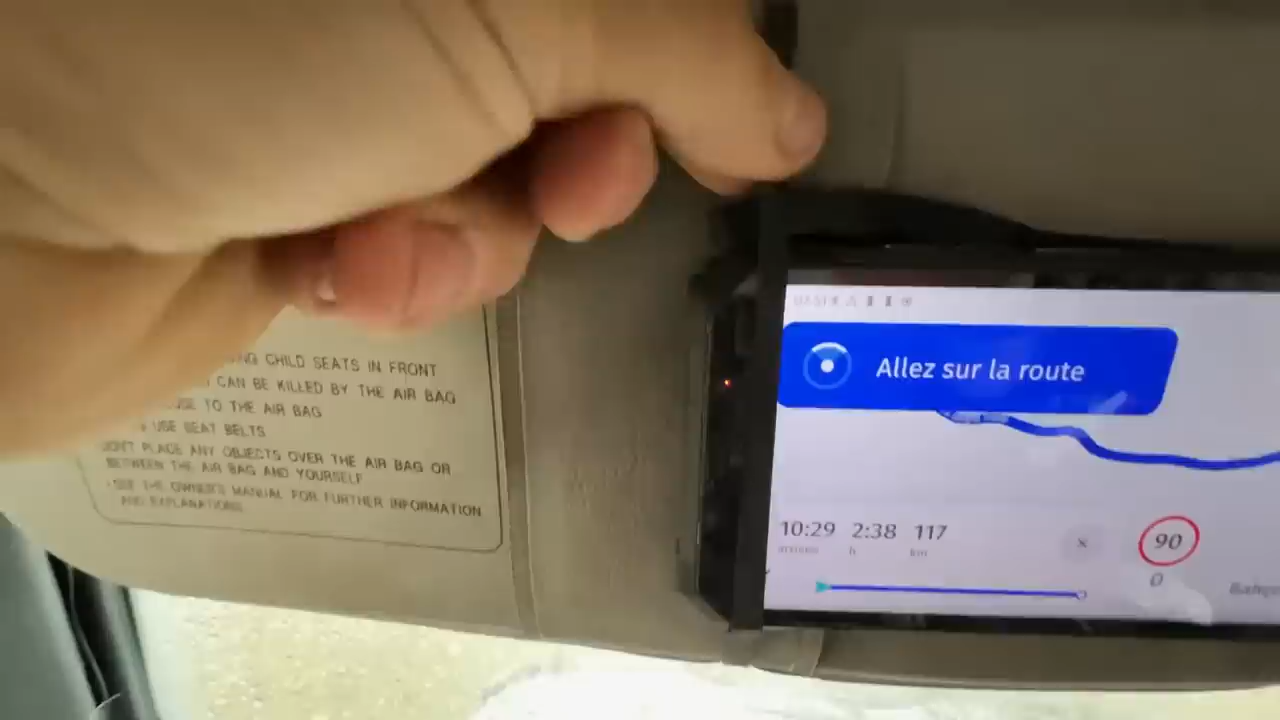 CHILD SEATS IN FRONT
CAN BE KILLED BY THE AIR BAG
TO THE AIR BAG
USE SEAT BELTS
DON'T PLACE ANY OBJECTS OVER THE AIR BAG OR
BETWEEN THE AIR BAG AND YOURSELF
• SEE THE OWNER'S MANUAL FOR FURTHER INFORMATION
AND EXPLANATIONS
Allez sur la route
10:29 2:38 117
h km
×
90
0